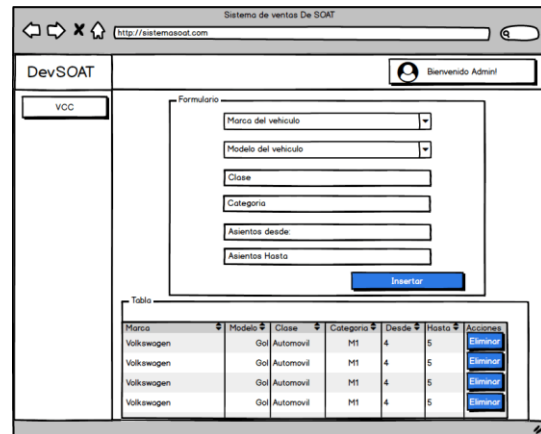 Sistema de ventas De SOAT
http://sistemasoat.com
DevSOAT
Bienvenido Admin!
VCC
Formulario
Marca del vehiculo
Modelo del vehiculo
Clase
Categoria
Asientos desde:
Asientos Hasta
Insertar
Tabla
Marca Modelo Clase Categoria Desde Hasta Acciones
Volkswagen Gol Automovil M1 4 5 Eliminar
Volkswagen Gol Automovil M1 4 5 Eliminar
Volkswagen Gol Automovil M1 4 5 Eliminar
Volkswagen Gol Automovil M1 4 5 Eliminar